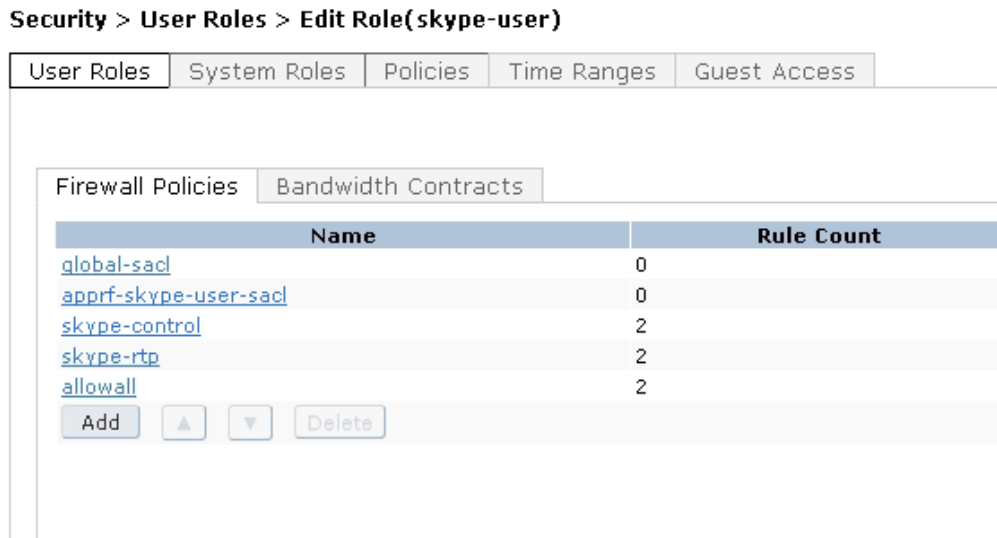 Security > User Roles > Edit Role(skype-user)
User Roles System Roles Policies Time Ranges Guest Access
Firewall Policies Bandwidth Contracts
Name Rule Count
global-sacl 0
apprf-skype-user-sacl 0
skype-control 2
skype-rtp 2
allowall 2
Add ▲ ▼ Delete